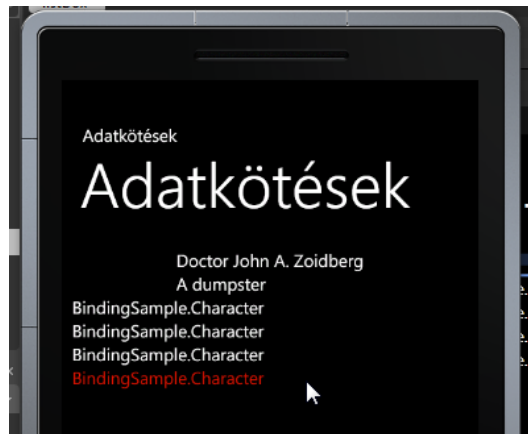 Adatkötések
Adatkötések
Doctor John A. Zoidberg
A dumpster
BindingSample.Character
BindingSample.Character
BindingSample.Character
BindingSample.Character